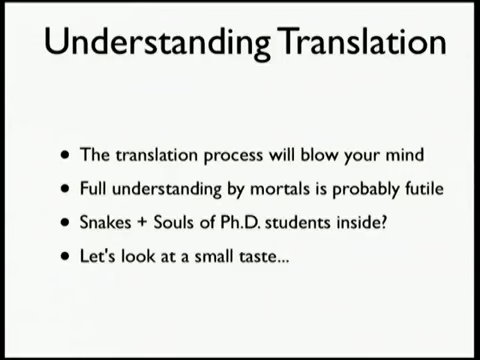 Understanding Translation
• The translation process will blow your mind
• Full understanding by mortals is probably futile
• Snakes + Souls of Ph.D. students inside?
• Let's look at a small taste...